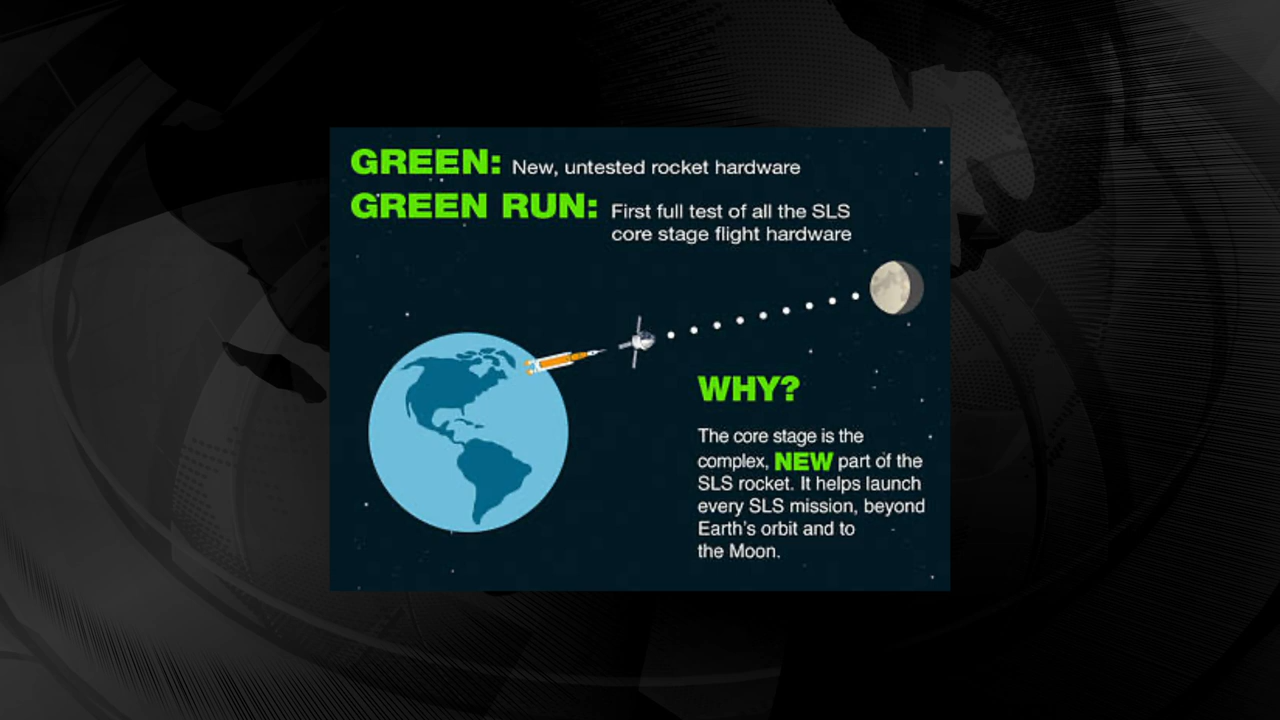 GREEN: New, untested rocket hardware
GREEN RUN: First full test of all the SLS
core stage flight hardware
WHY?
The core stage is the
complex, NEW part of the
SLS rocket. It helps launch
every SLS mission, beyond
Earth's orbit and to
the Moon.